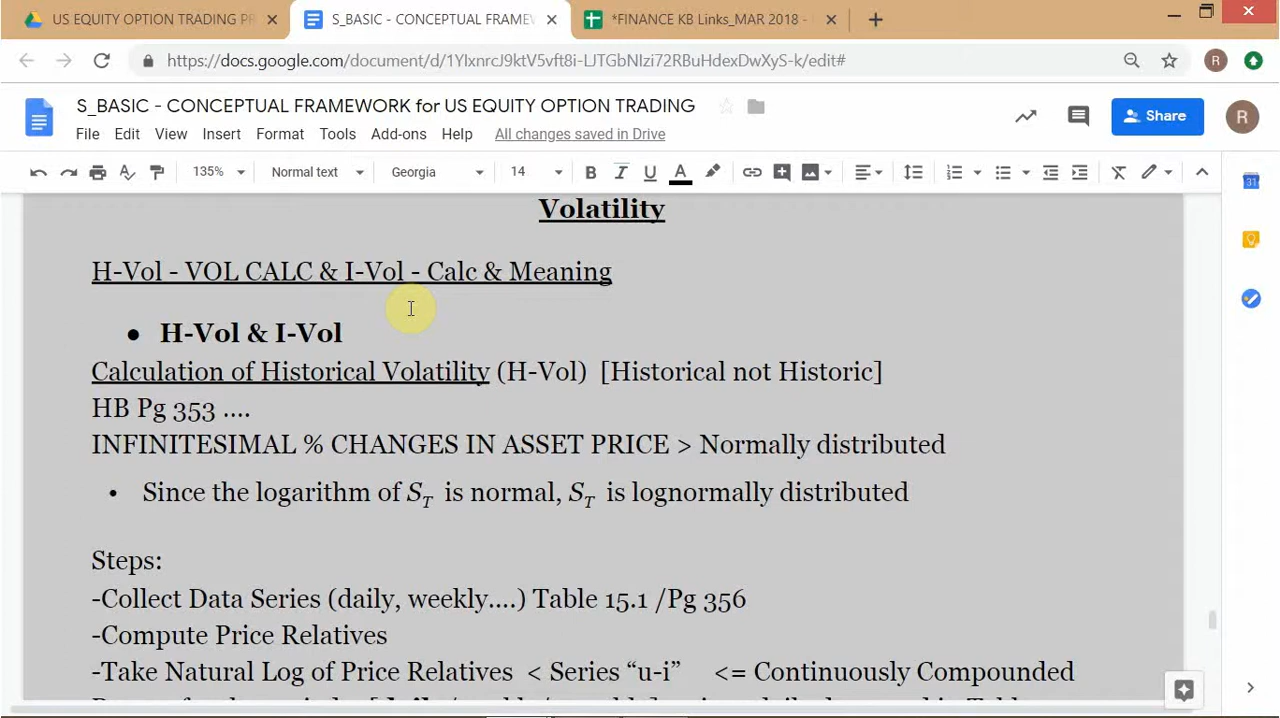 US EQUITY OPTION TRADING PR
S_BASIC - CONCEPTUAL FRAMEW
*FINANCE KB Links_MAR 2018 -
https://docs.google.com/document/d/1YlxnrcJ9ktV5vft8i-LJTGbNIzi72RBuHdexDwXyS-k/edit#
R
S_BASIC - CONCEPTUAL FRAMEWORK for US EQUITY OPTION TRADING
File Edit View Insert Format Tools Add-ons Help All changes saved in Drive
Share
R
135% Normal text Georgia 14 B I U A
31
Volatility
H-Vol - VOL CALC & I-Vol - Calc & Meaning
● H-Vol & I-Vol
Calculation of Historical Volatility (H-Vol) [Historical not Historic]
HB Pg 353 ....
INFINITESIMAL % CHANGES IN ASSET PRICE > Normally distributed
• Since the logarithm of S_T is normal, S_T is lognormally distributed
Steps:
-Collect Data Series (daily, weekly....) Table 15.1 /Pg 356
-Compute Price Relatives
-Take Natural Log of Price Relatives < Series “u-i” <= Continuously Compounded